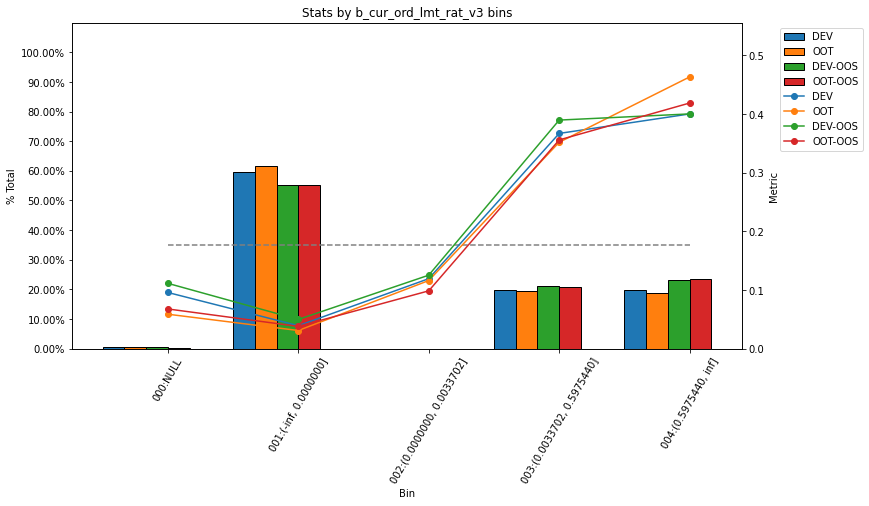 Stats by b_cur_ord_lmt_rat_v3 bins
100.00%
90.00%
80.00%
70.00%
60.00%
50.00%
40.00%
30.00%
20.00%
10.00%
0.00%
% Total
0.5
0.4
0.3
0.2
0.1
0.0
Metric
DEV
OOT
DEV-OOS
OOT-OOS
DEV
OOT
DEV-OOS
OOT-OOS
000:NULL
001:(-inf, 0.0000000]
002:(0.0000000, 0.0033702]
003:(0.0033702, 0.5975440]
004:(0.5975440, inf]
Bin